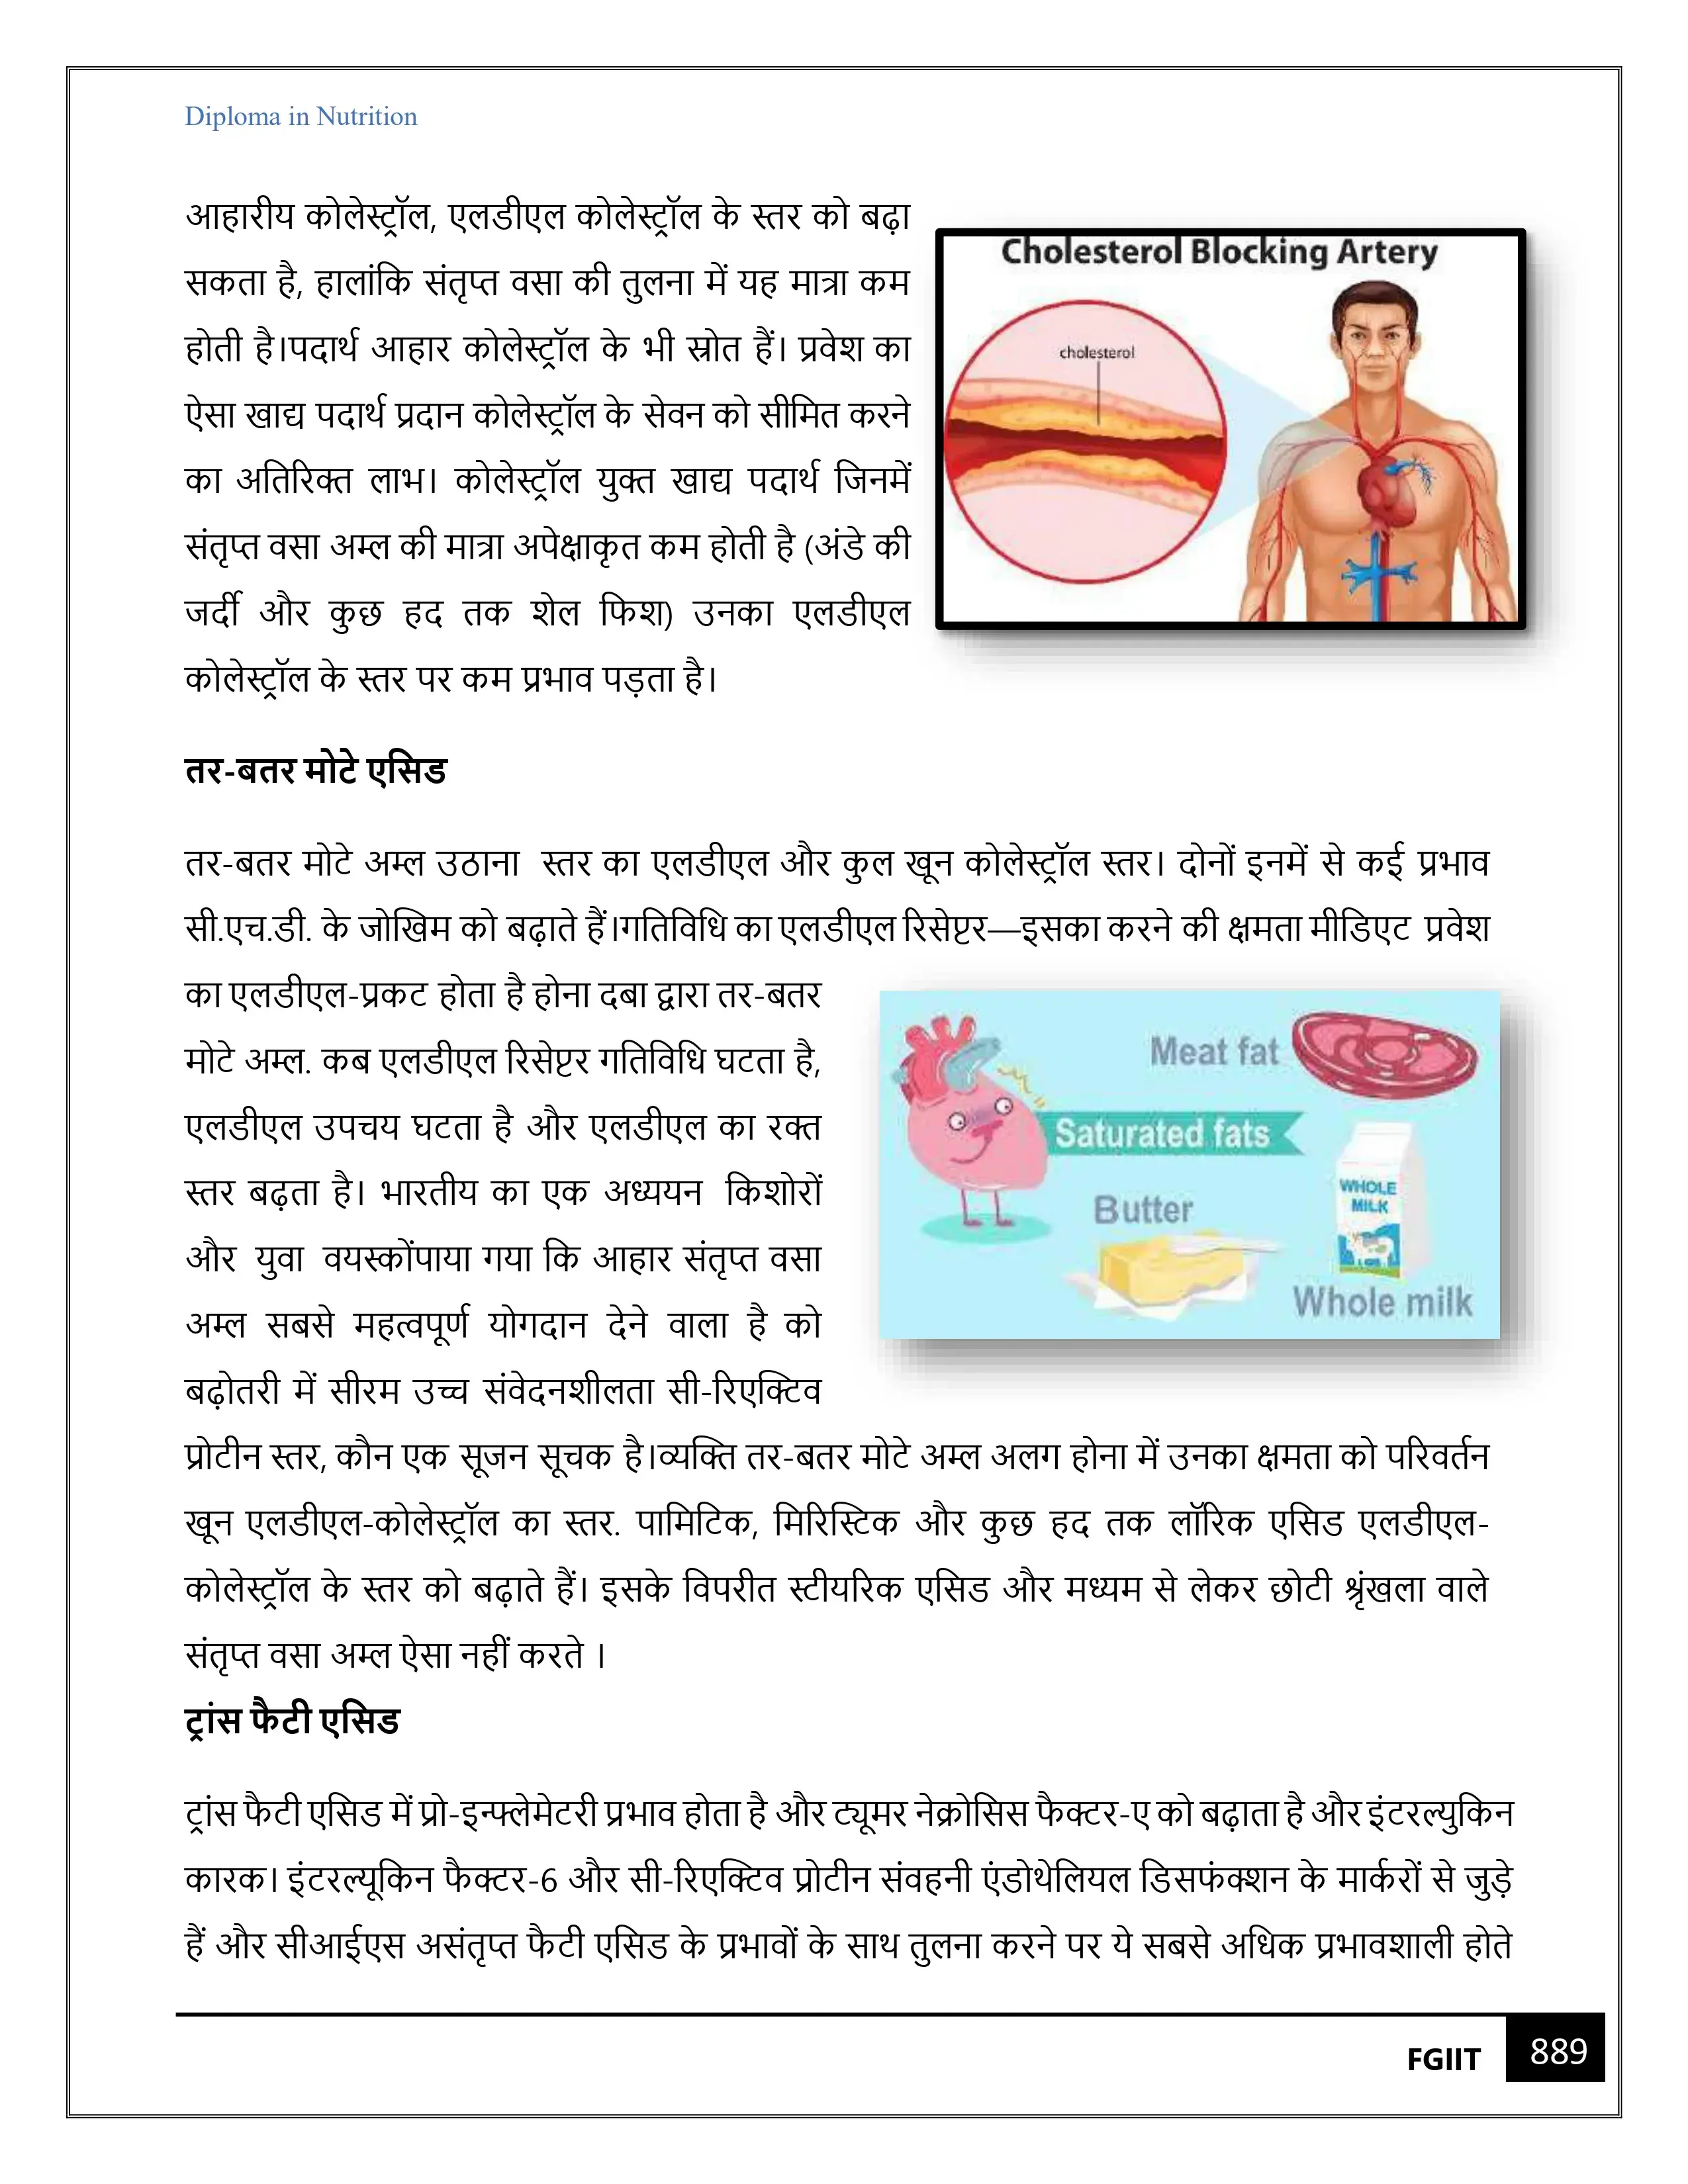 Diploma in Nutrition
आहारीय कोलेस्ट्रॉल, एलडीएल कोलेस्ट्रॉल के स्तर को बढ़ा
सकता है, हालांकि संतृप्त वसा की तुलना में यह मात्रा कम
होती है।पदार्थ आहार कोलेस्ट्रॉल के भी स्रोत हैं। प्रवेश का
ऐसा खाद्य पदार्थ प्रदान कोलेस्ट्रॉल के सेवन को सीमित करने
का अतिरिक्त लाभ। कोलेस्ट्रॉल युक्त खाद्य पदार्थ जिनमें
संतृप्त वसा अम्ल की मात्रा अपेक्षाकृत कम होती है (अंडे की
जर्दी और कुछ हद तक शेल फिश) उनका एलडीएल
कोलेस्ट्रॉल के स्तर पर कम प्रभाव पड़ता है।
Cholesterol Blocking Artery
cholesterol
तर-बतर मोटे एसिड
तर-बतर मोटे अम्ल उठाना स्तर का एलडीएल और कुल खून कोलेस्ट्रॉल स्तर। दोनों इनमें से कई प्रभाव
सी.एच.डी. के जोखिम को बढ़ाते हैं।गतिविधि का एलडीएल रिसेप्टर—इसका करने की क्षमता मीडिएट प्रवेश
का एलडीएल-प्रकट होता है होना दबा द्वारा तर-बतर
मोटे अम्ल. कब एलडीएल रिसेप्टर गतिविधि घटता है,
एलडीएल उपचय घटता है और एलडीएल का रक्त
स्तर बढ़ता है। भारतीय का एक अध्ययन किशोरों
और युवा वयस्कोंपाया गया कि आहार संतृप्त वसा
अम्ल सबसे महत्वपूर्ण योगदान देने वाला है को
बढ़ोतरी में सीरम उच्च संवेदनशीलता सी-रिएक्टिव
Meat fat
Saturated fats
Butter
WHOLE
MILK
Whole milk
प्रोटीन स्तर, कौन एक सूजन सूचक है।व्यक्ति तर-बतर मोटे अम्ल अलग होना में उनका क्षमता को परिवर्तन
खून एलडीएल-कोलेस्ट्रॉल का स्तर. पामिटिक, मिरिस्टिक और कुछ हद तक लॉरिक एसिड एलडीएल-
कोलेस्ट्रॉल के स्तर को बढ़ाते हैं। इसके विपरीत स्टीयरिक एसिड और मध्यम से लेकर छोटी श्रृंखला वाले
संतृप्त वसा अम्ल ऐसा नहीं करते ।
ट्रांस फैटी एसिड
ट्रांस फैटी एसिड में प्रो-इन्फ्लेमेटरी प्रभाव होता है और ट्यूमर नेक्रोसिस फैक्टर-ए को बढ़ाता है और इंटरल्युकिन
कारक। इंटरल्यूकिन फैक्टर-6 और सी-रिएक्टिव प्रोटीन संवहनी एंडोथेलियल डिसफंक्शन के मार्करों से जुड़े
हैं और सीआईएस असंतृप्त फैटी एसिड के प्रभावों के साथ तुलना करने पर ये सबसे अधिक प्रभावशाली होते
FGIIT 889